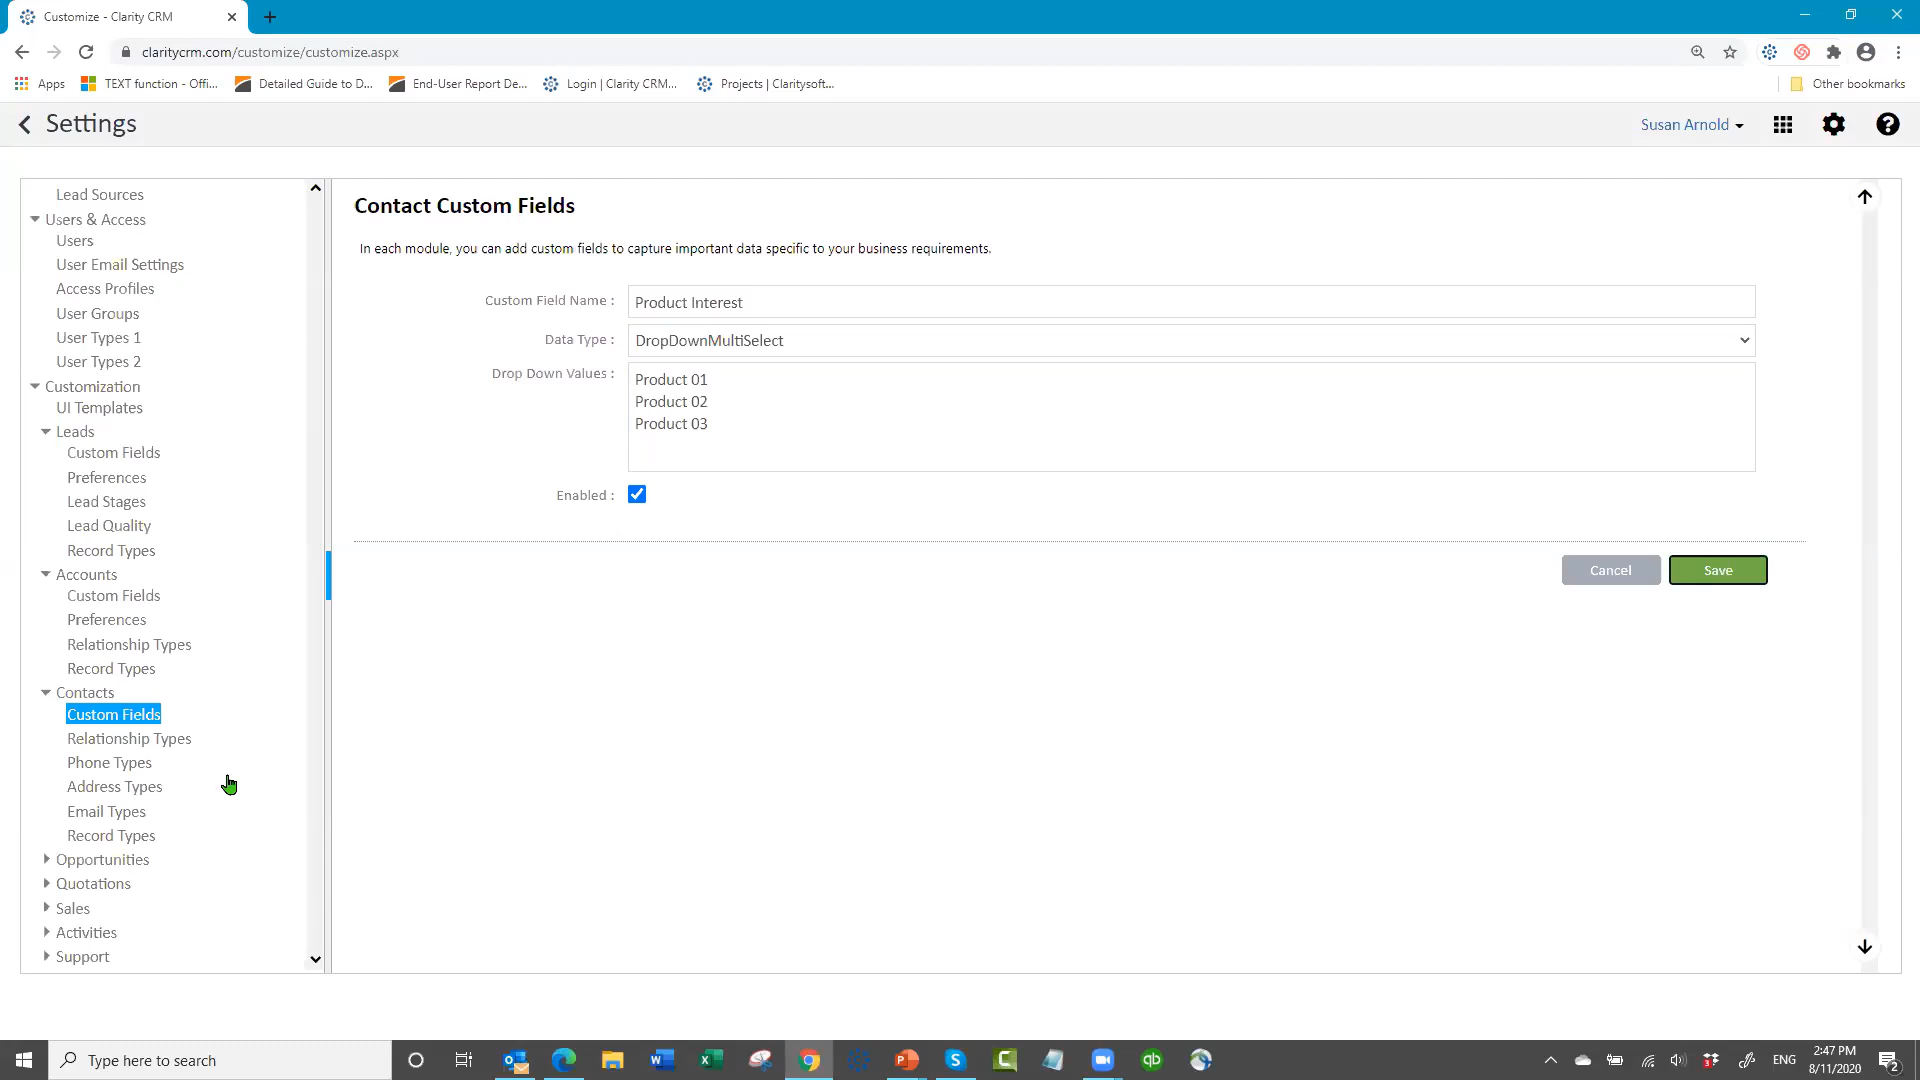 Customize - Clarity CRM
claritycrm.com/customize/customize.aspx
Apps
TEXT function - Offi...
Detailed Guide to D...
End-User Report De...
Login | Clarity CRM...
Projects | Claritysoft...
Other bookmarks
Settings
Susan Arnold
Lead Sources
Users & Access
Users
User Email Settings
Access Profiles
User Groups
User Types 1
User Types 2
Customization
UI Templates
Leads
Custom Fields
Preferences
Lead Stages
Lead Quality
Record Types
Accounts
Custom Fields
Preferences
Relationship Types
Record Types
Contacts
Custom Fields
Relationship Types
Phone Types
Address Types
Email Types
Record Types
Opportunities
Quotations
Sales
Activities
Support
Contact Custom Fields
In each module, you can add custom fields to capture important data specific to your business requirements.
Custom Field Name :
Product Interest
Data Type :
DropDownMultiSelect
Drop Down Values :
Product 01
Product 02
Product 03
Enabled :
Cancel
Save
Type here to search
ENG
2:47 PM
8/11/2020
2